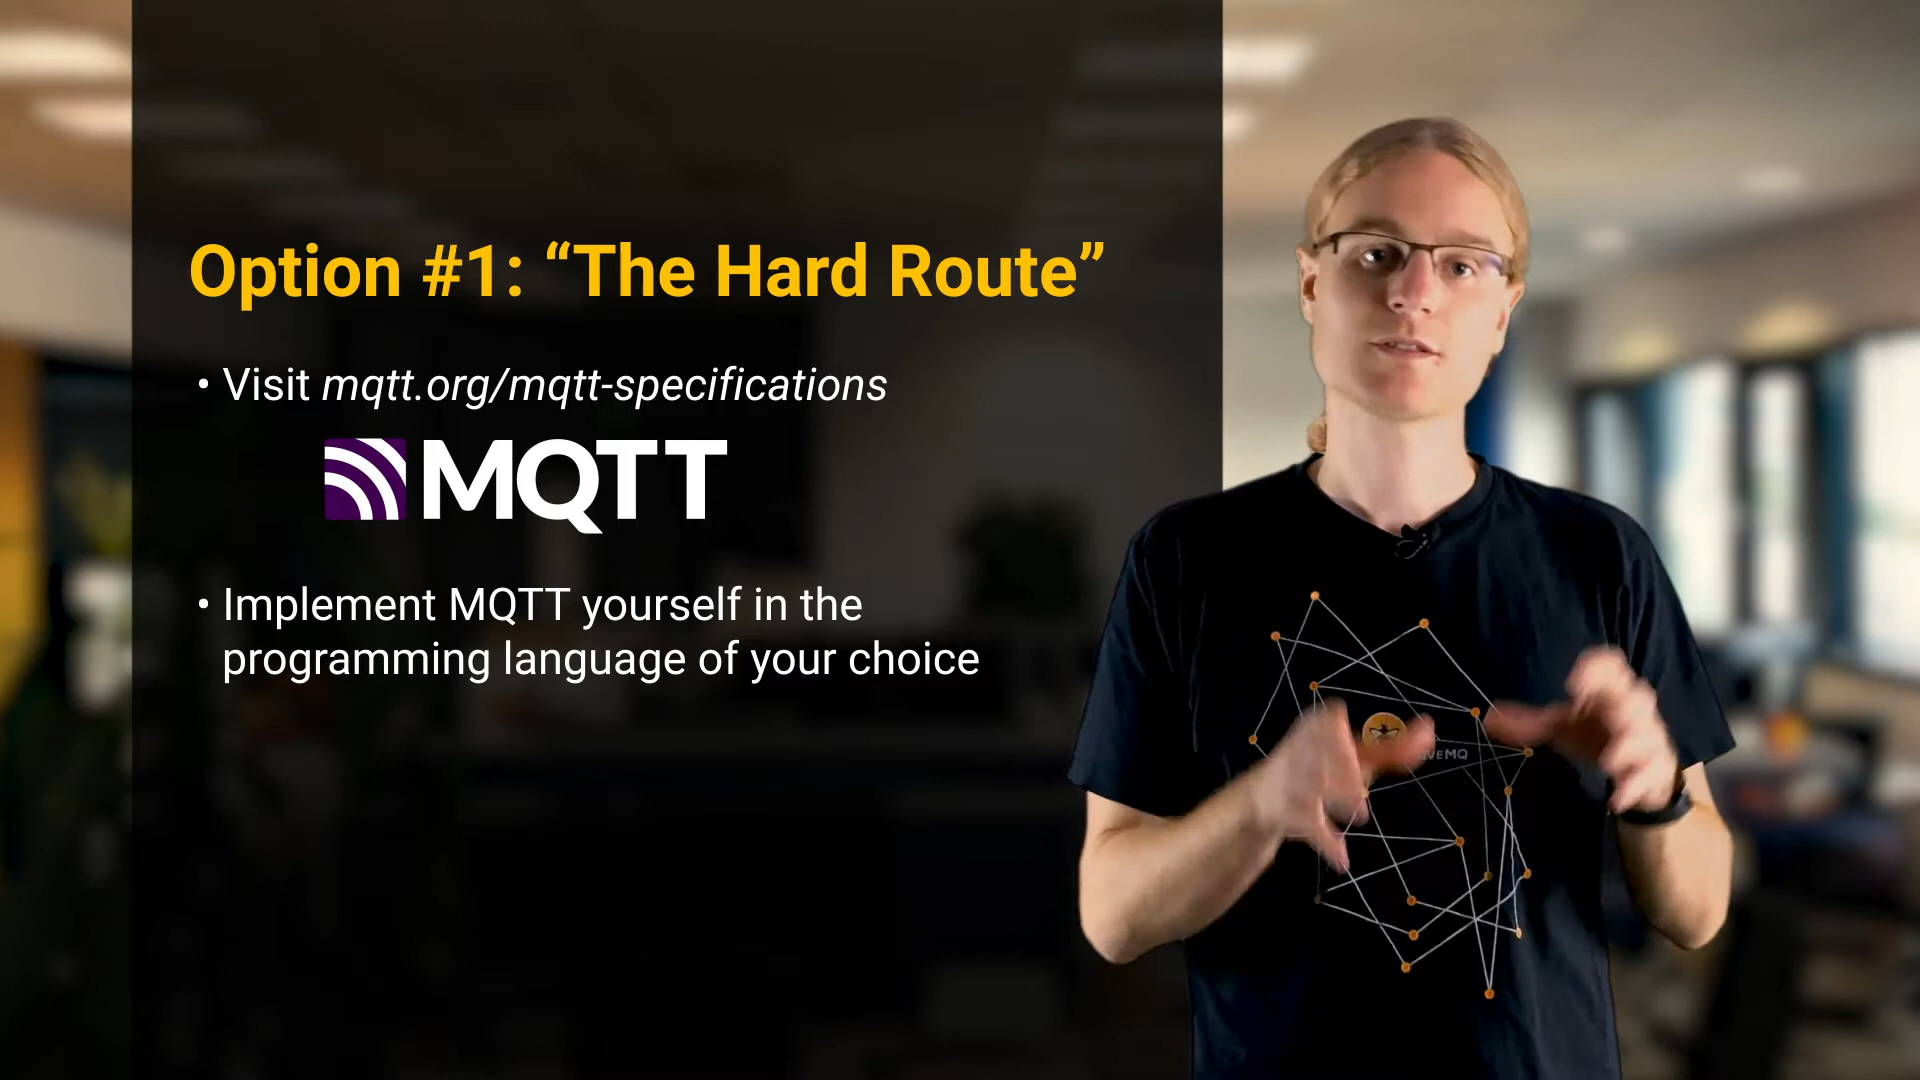 Option #1: “The Hard Route”
• Visit mqtt.org/mqtt-specifications
MQTT
• Implement MQTT yourself in the
programming language of your choice